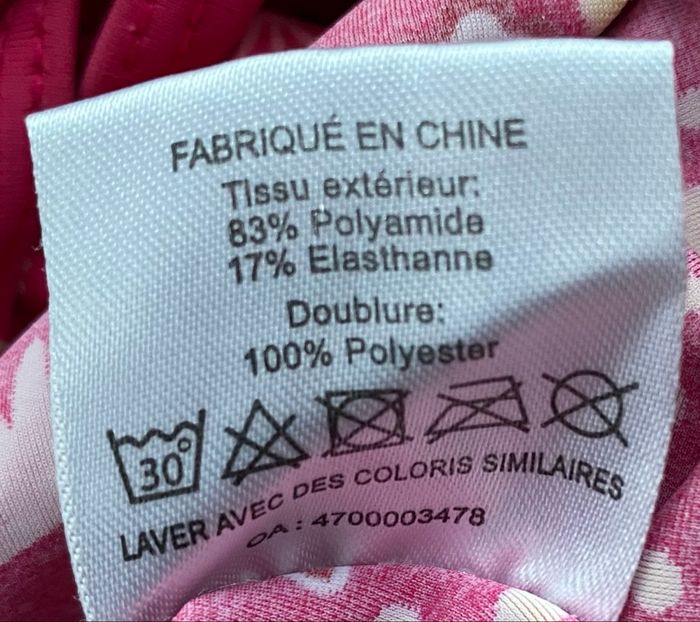 FABRIQUÉ EN CHINE
Tissu extérieur:
83% Polyamide
17% Elasthanne
Doublure:
100% Polyester
30°
LAVER AVEC DES COLORIS SIMILAIRES
OA : 4700003478